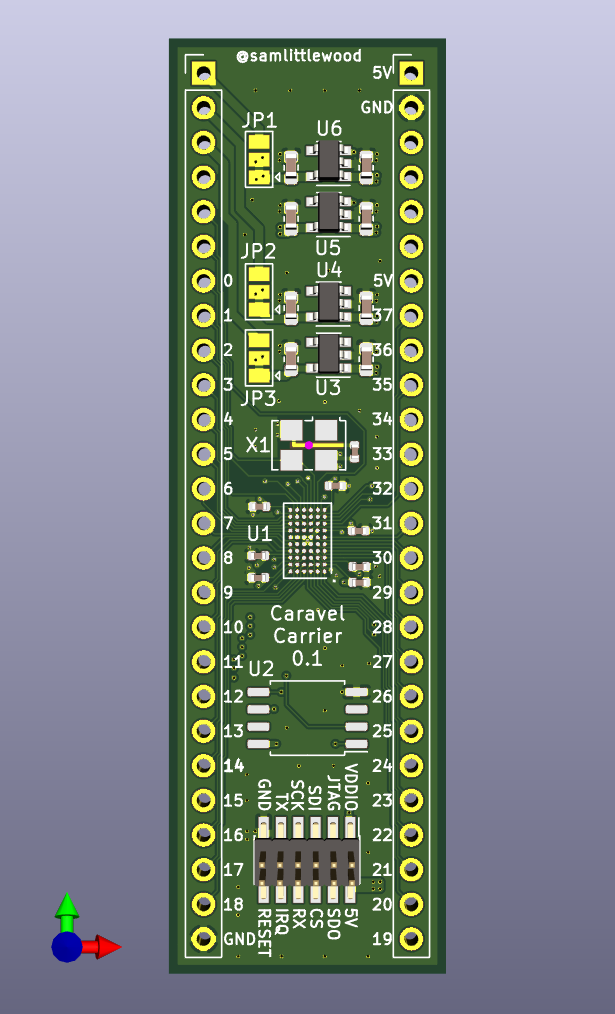 @samlittlewood
5V
GND
JP1
U6
U5
JP2
U4
0
5V
1
37
2
36
U3
3
35
JP3
4
34
X1
5
33
6
32
7
31
U1
8
30
9
29
Caravel
10
28
Carrier
0.1
11
27
U2
12
26
13
25
14
24
GND
TX
SCK
SDI
JTAG
VDDIO
15
23
16
22
17
21
18
20
RESET
IRQ
RX
CS
SDO
5V
GND
19